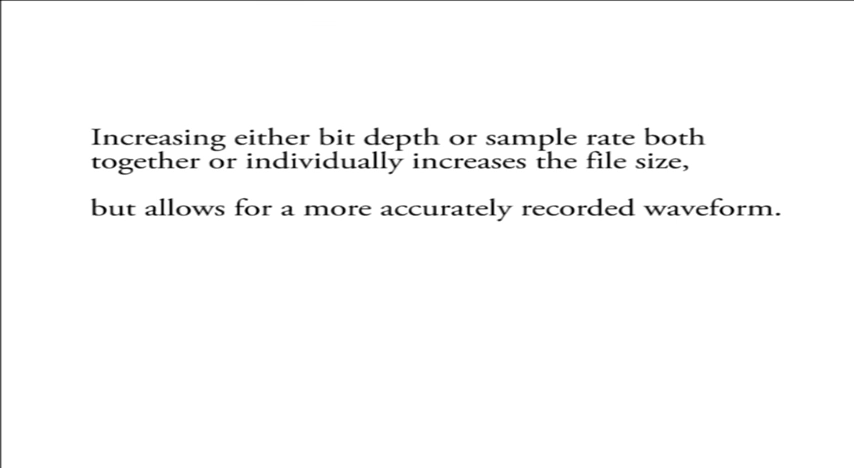 Increasing either bit depth or sample rate both
together or individually increases the file size,
but allows for a more accurately recorded waveform.